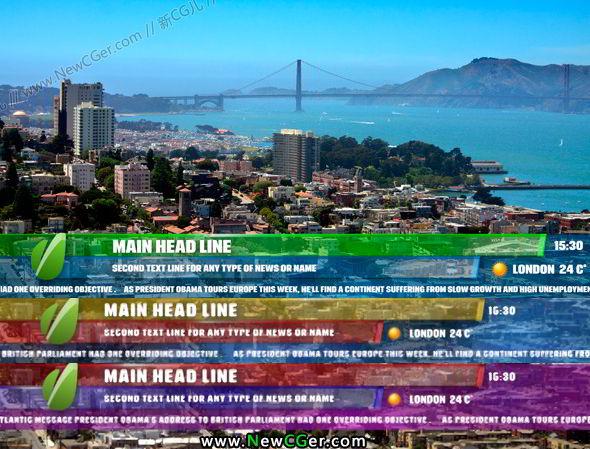 www.NewCGer.com // 新CG儿
MAIN HEAD LINE 15:30
SECOND TEXT LINE FOR ANY TYPE OF NEWS OR NAME LONDON 24 C°
HAD ONE OVERRIDING OBJECTIVE . AS PRESIDENT OBAMA TOURS EUROPE THIS WEEK, HE'LL FIND A CONTINENT SUFFERING FROM SLOW GROWTH AND HIGH UNEMPLOYMEN
MAIN HEAD LINE 16:30
SECOND TEXT LINE FOR ANY TYPE OF NEWS OR NAME LONDON 24 C°
BRITISH PARLIAMENT HAD ONE OVERRIDING OBJECTIVE . AS PRESIDENT OBAMA TOURS EUROPE THIS WEEK, HE'LL FIND A CONTINENT SUFFERING FRO
MAIN HEAD LINE 16:30
SECOND TEXT LINE FOR ANY TYPE OF NEWS OR NAME LONDON 24 C°
ATLANTIC MESSAGE PRESIDENT OBAMA'S ADDRESS TO BRITISH PARLIAMENT HAD ONE OVERRIDING OBJECTIVE . AS PRESIDENT OBAMA TOURS EUROPE
www.NewCGer.com